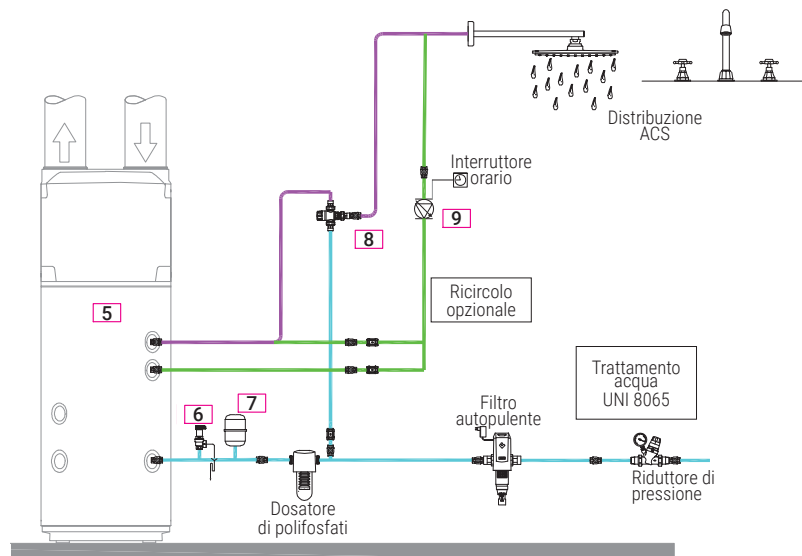 Distribuzione
ACS
Interruttore
orario
8
9
5
Ricircolo
opzionale
Trattamento
acqua
UNI 8065
6
7
Filtro
autopulente
Riduttore di
pressione
Dosatore
di polifosfati